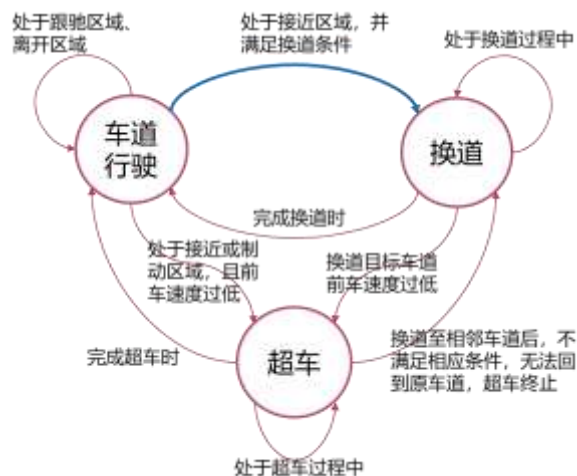 处于跟驰区域、
离开区域
处于接近区域，并
满足换道条件
处于换道过程中
车道
行驶
换道
完成换道时
处于接近或制
动区域，且前
车速度过低
换道目标车道
前车速度过低
完成超车时
超车
换道至相邻车道后，不
满足相应条件，无法回
到原车道，超车终止
处于超车过程中